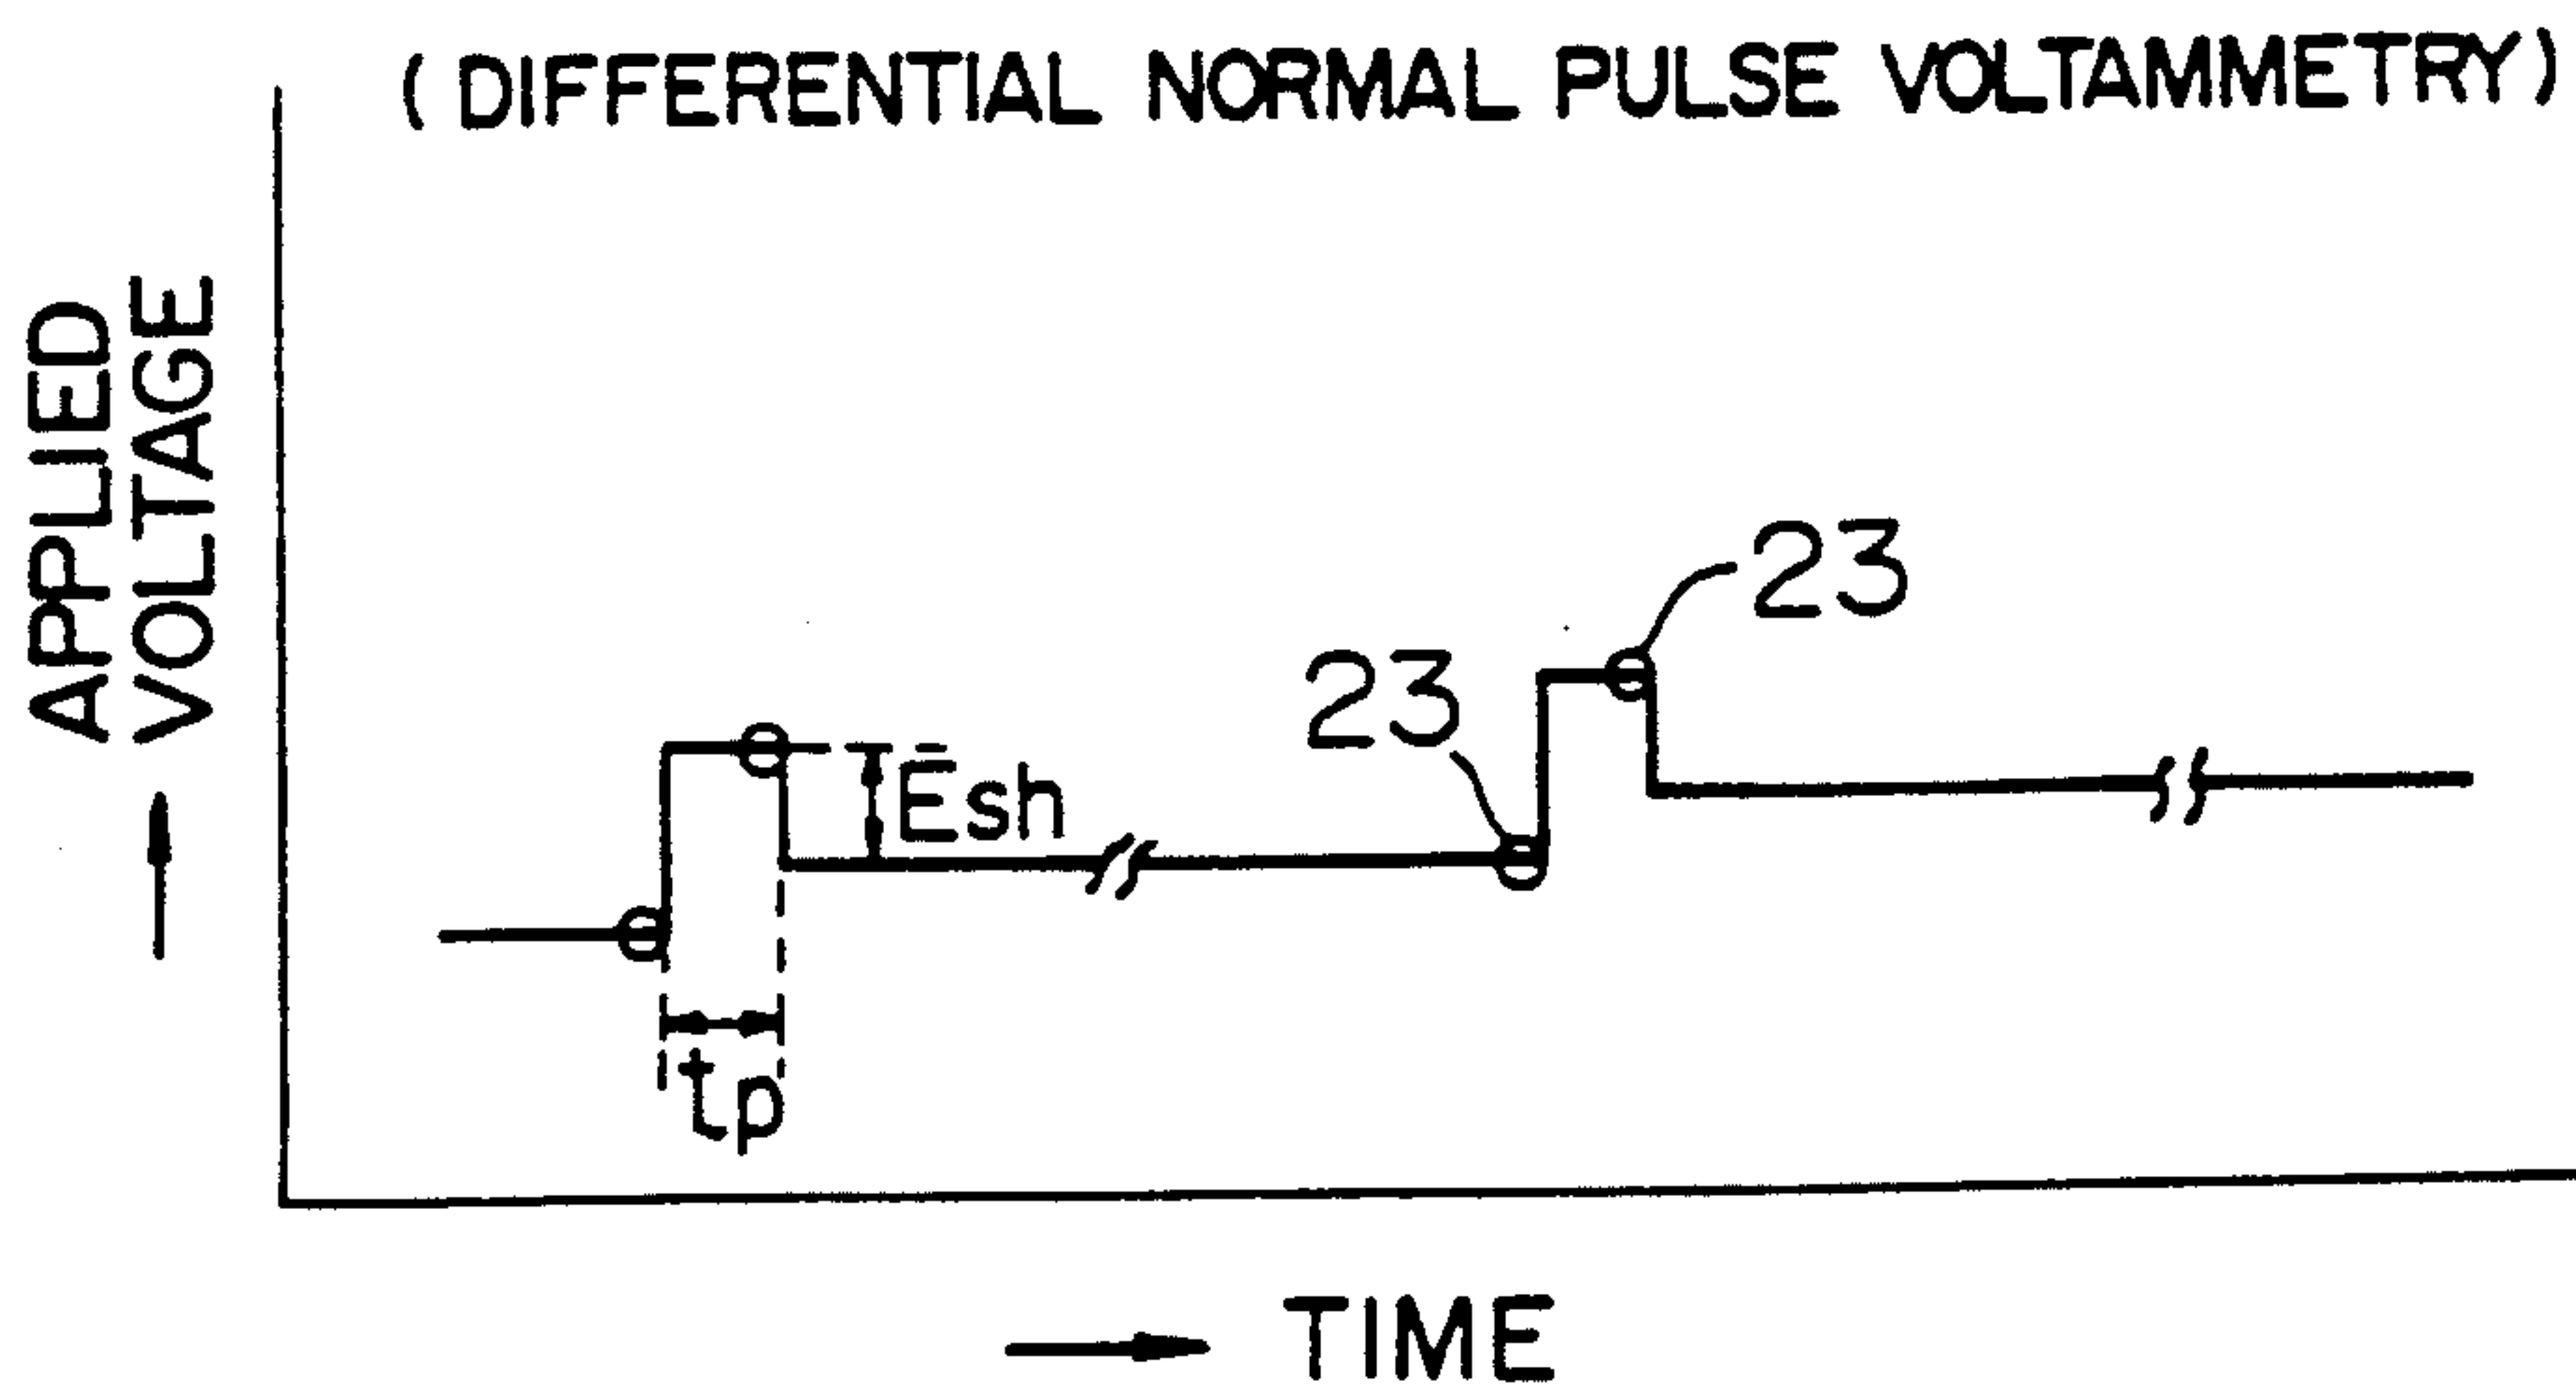 (DIFFERENTIAL NORMAL PULSE VOLTAMMETRY)
APPLIED
VOLTAGE
23
23
Esh
tp
TIME